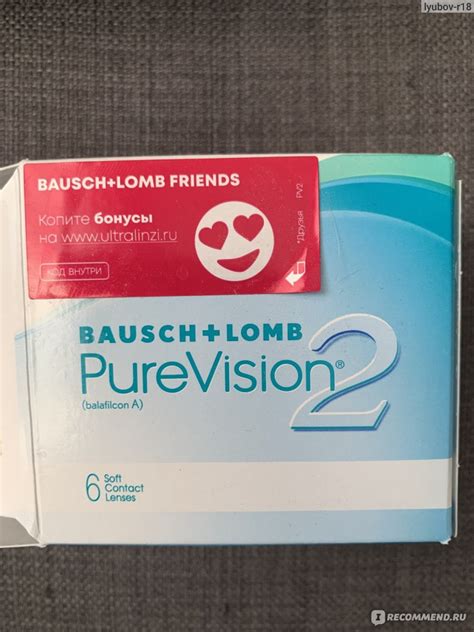 lyubov-r18
BAUSCH+LOMB FRIENDS
Копите бонусы
на www.ultralinzi.ru
КОД ВНУТРИ
*Друзья PV2
BAUSCH+LOMB
PureVision®2
(balafilcon A)
6 Soft
Contact
Lenses
I RECOMMEND.RU